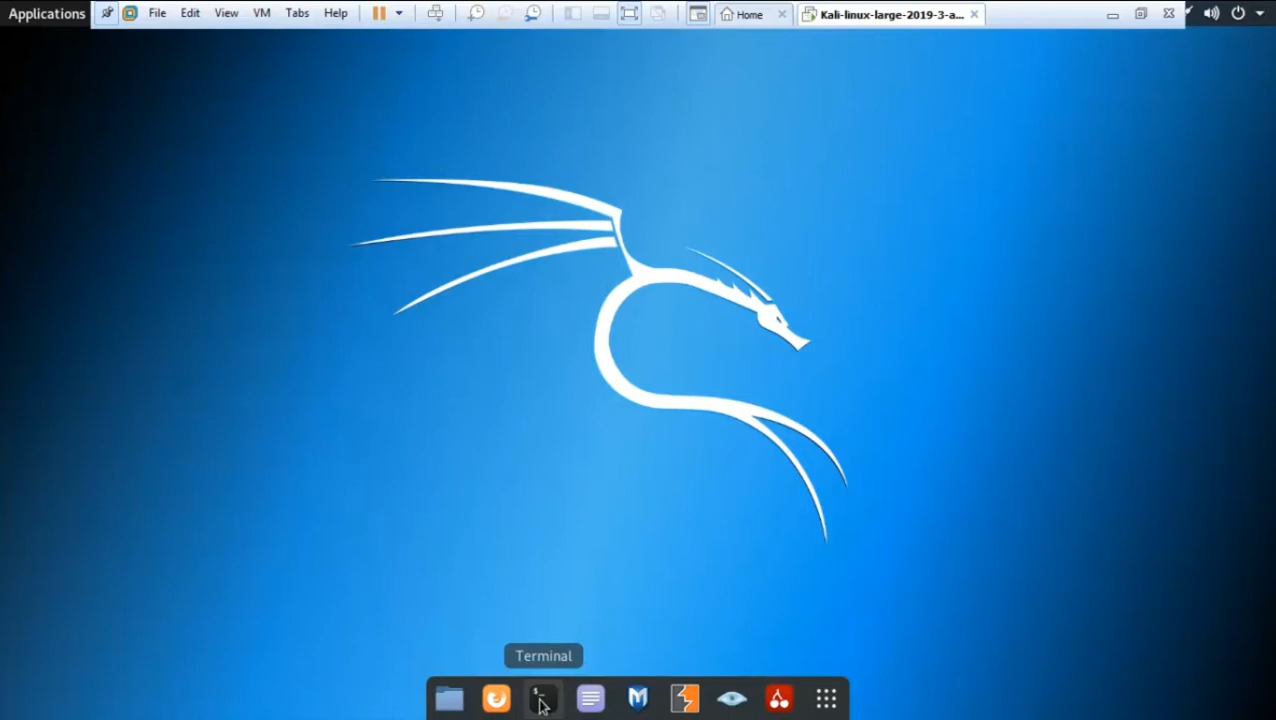 Applications File Edit View VM Tabs Help Home Kali-linux-large-2019-3-a...
Terminal
$_